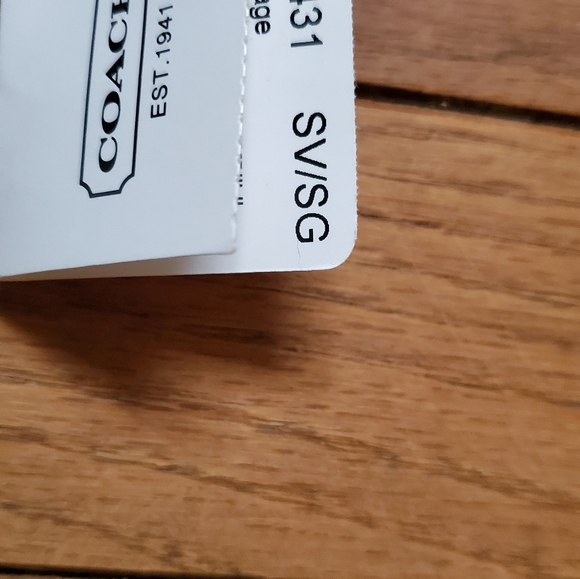 COACH
EST. 1941
age
431
SV/SG